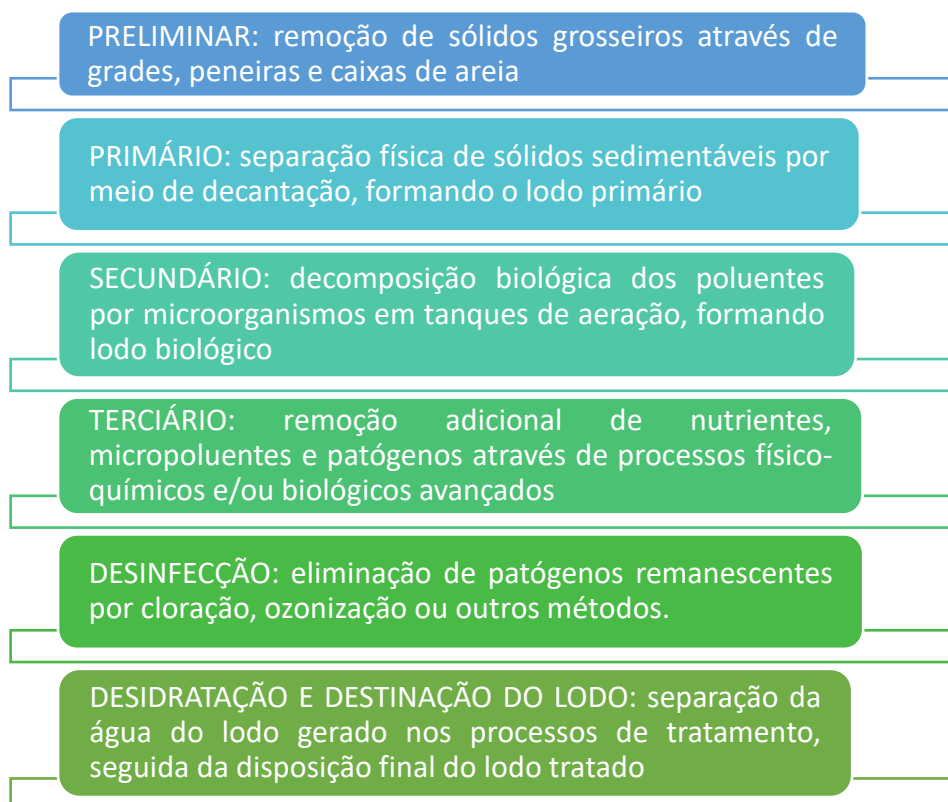 PRELIMINAR: remoção de sólidos grosseiros através de
grades, peneiras e caixas de areia
PRIMÁRIO: separação física de sólidos sedimentáveis por
meio de decantação, formando o lodo primário
SECUNDÁRIO: decomposição biológica dos poluentes
por microorganismos em tanques de aeração, formando
lodo biológico
TERCIÁRIO: remoção adicional de nutrientes,
micropoluentes e patógenos através de processos físico-
químicos e/ou biológicos avançados
DESINFECÇÃO: eliminação de patógenos remanescentes
por cloração, ozonização ou outros métodos.
DESIDRATAÇÃO E DESTINAÇÃO DO LODO: separação da
água do lodo gerado nos processos de tratamento,
seguida da disposição final do lodo tratado